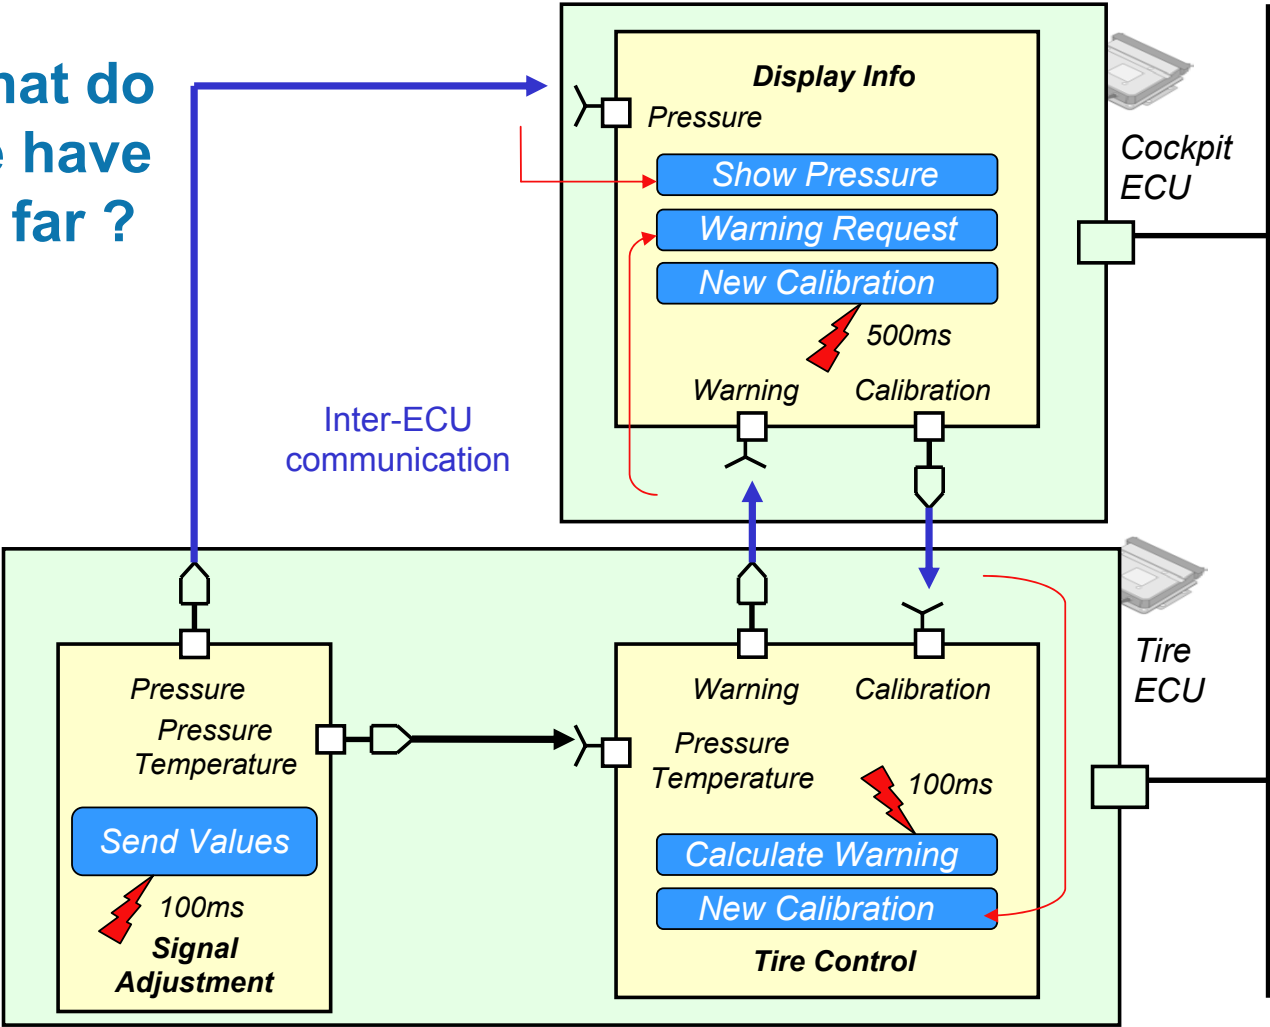 hat do
e have
far ?
Display Info
Pressure
Show Pressure
Warning Request
New Calibration
500ms
Warning
Calibration
Cockpit
ECU
Inter-ECU
communication
Pressure
Pressure
Temperature
Send Values
100ms
Signal
Adjustment
Warning
Calibration
Pressure
Temperature
100ms
Calculate Warning
New Calibration
Tire Control
Tire
ECU